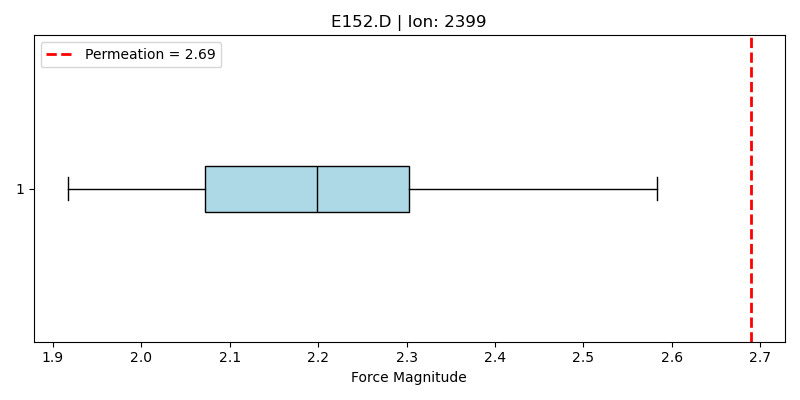 E152.D | Ion: 2399
Permeation = 2.69
1
1.9 2.0 2.1 2.2 2.3 2.4 2.5 2.6 2.7
Force Magnitude